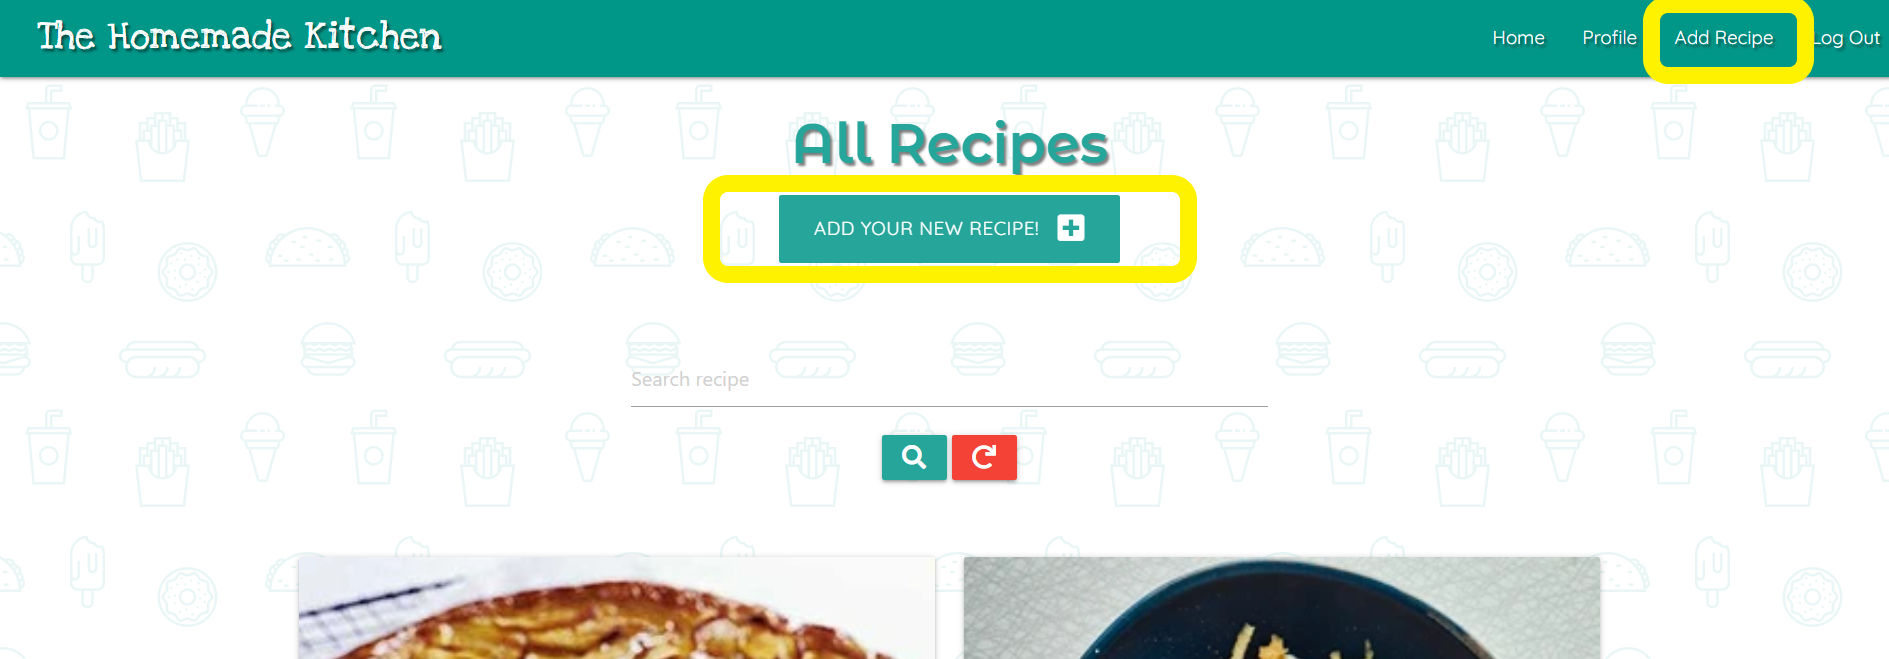 The Homemade Kitchen
Home Profile Add Recipe Log Out
All Recipes
ADD YOUR NEW RECIPE!
Search recipe